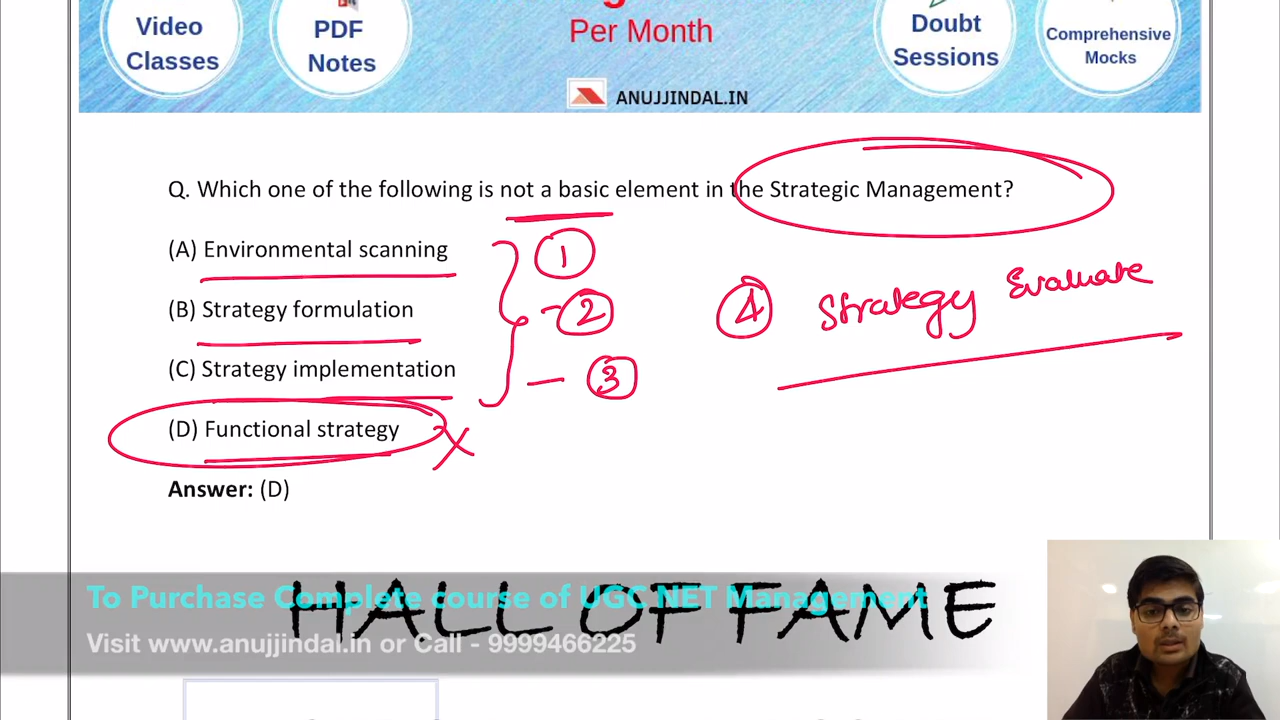 Video
Classes
PDF
Notes
Per Month
Doubt
Sessions
Comprehensive
Mocks
ANUJJINDAL.IN
Q. Which one of the following is not a basic element in the Strategic Management?
(A) Environmental scanning
1
(B) Strategy formulation
2
4 Strategy Evaluate
(C) Strategy implementation
3
(D) Functional strategy
X
Answer: (D)
HALL OF FAME
To Purchase Complete course of UGC NET Management
Visit www.anujjindal.in or Call - 9999466225